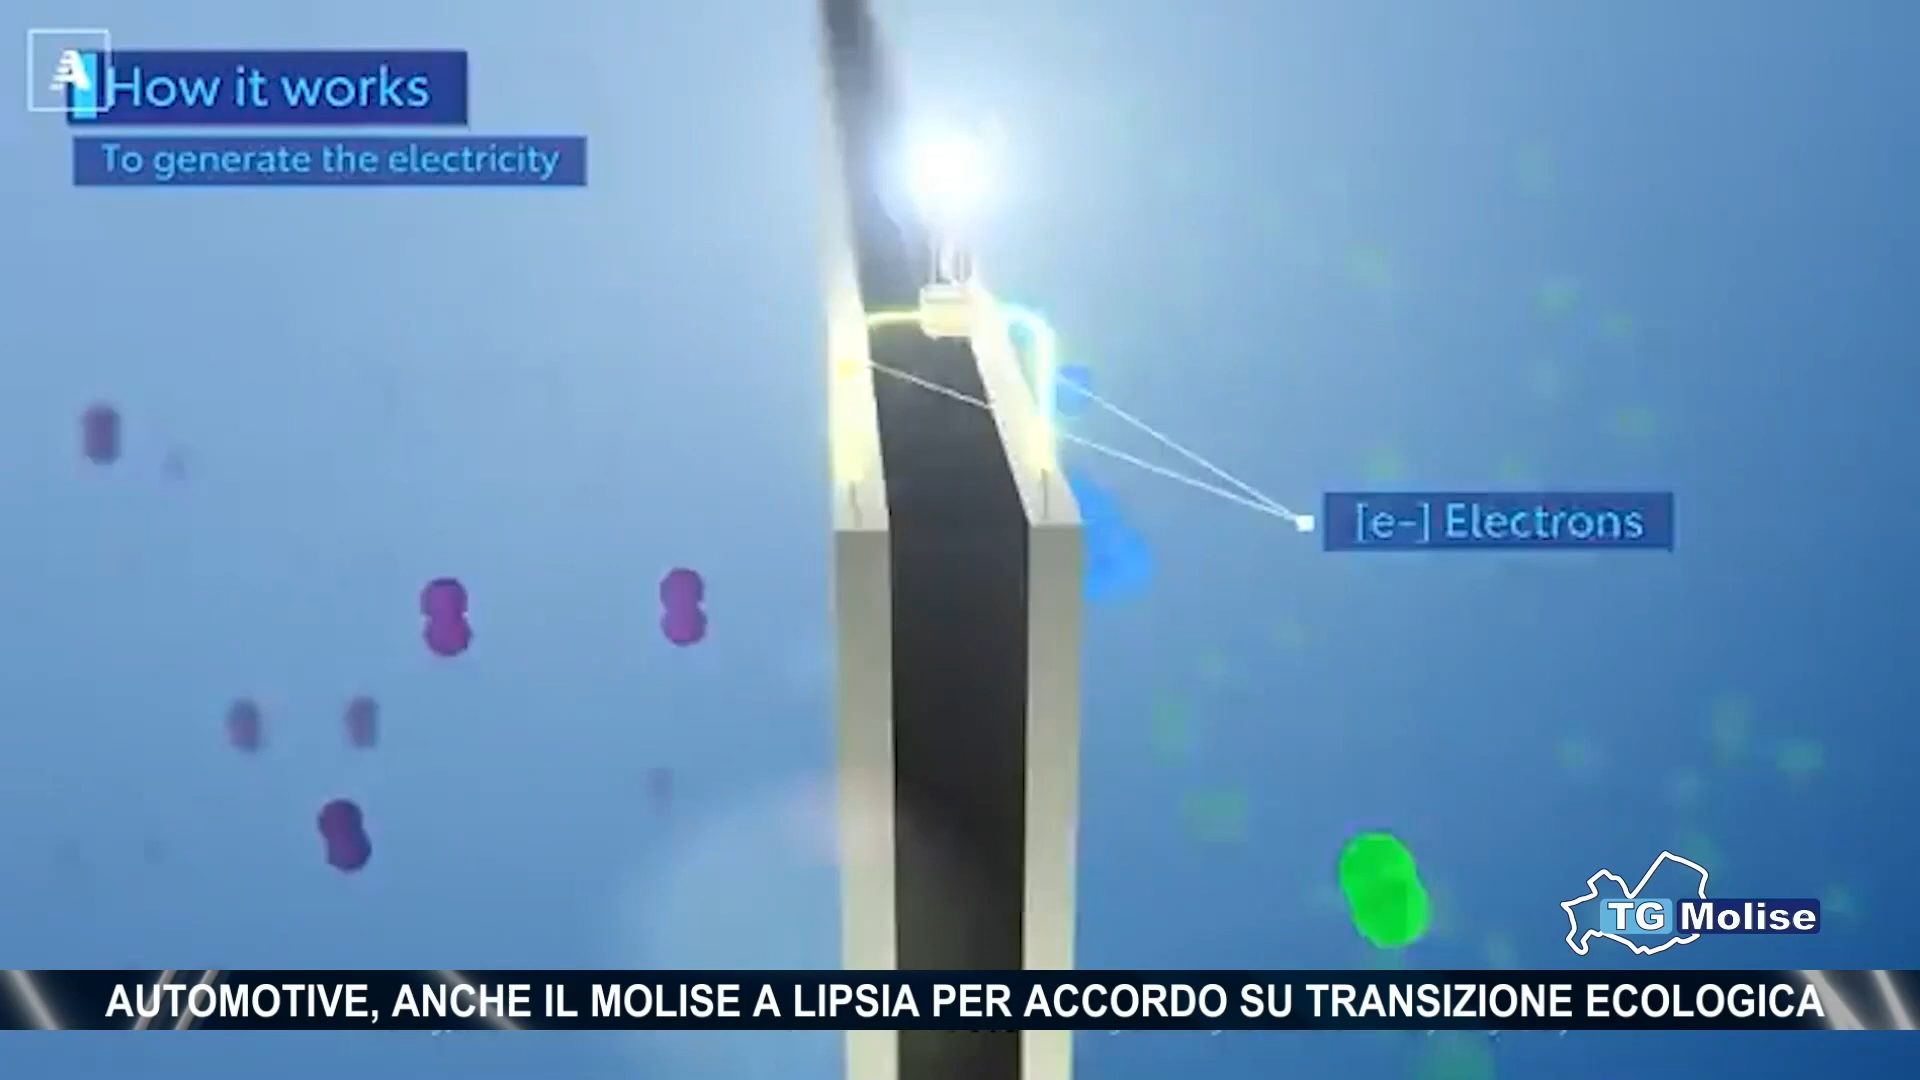 How it works
To generate the electricity
[e-] Electrons
TG Molise
AUTOMOTIVE, ANCHE IL MOLISE A LIPSIA PER ACCORDO SU TRANSIZIONE ECOLOGICA